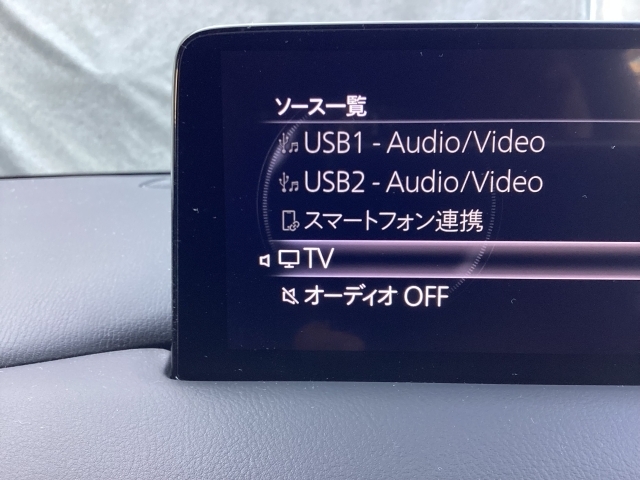 ソース一覧
USB1 - Audio/Video
USB2 - Audio/Video
スマートフォン連携
TV
オーディオ OFF